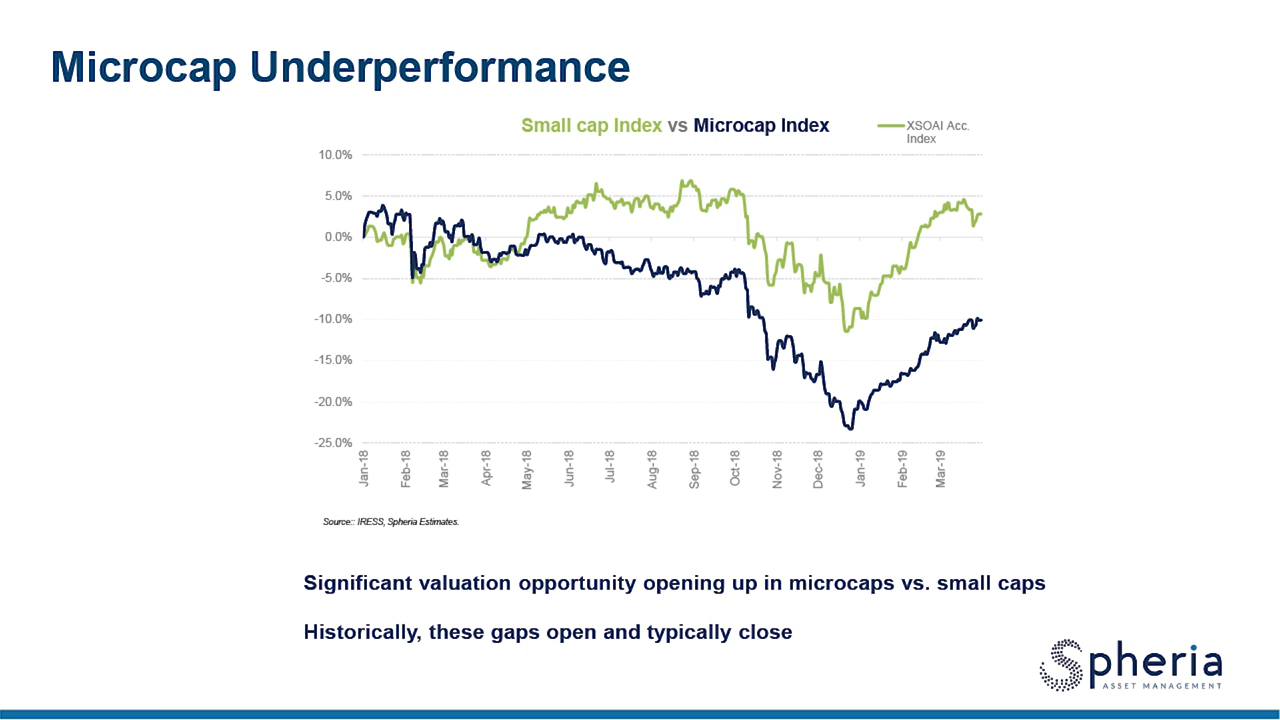 Microcap Underperformance
Small cap Index vs Microcap Index
XSOAI Acc.
Index
10.0%
5.0%
0.0%
-5.0%
-10.0%
-15.0%
-20.0%
-25.0%
Jan-18
Feb-18
Mar-18
Apr-18
May-18
Jun-18
Jul-18
Aug-18
Sep-18
Oct-18
Nov-18
Dec-18
Jan-19
Feb-19
Mar-19
Source:: IRESS, Spheria Estimates.
Significant valuation opportunity opening up in microcaps vs. small caps
Historically, these gaps open and typically close
Spheria
ASSET MANAGEMENT